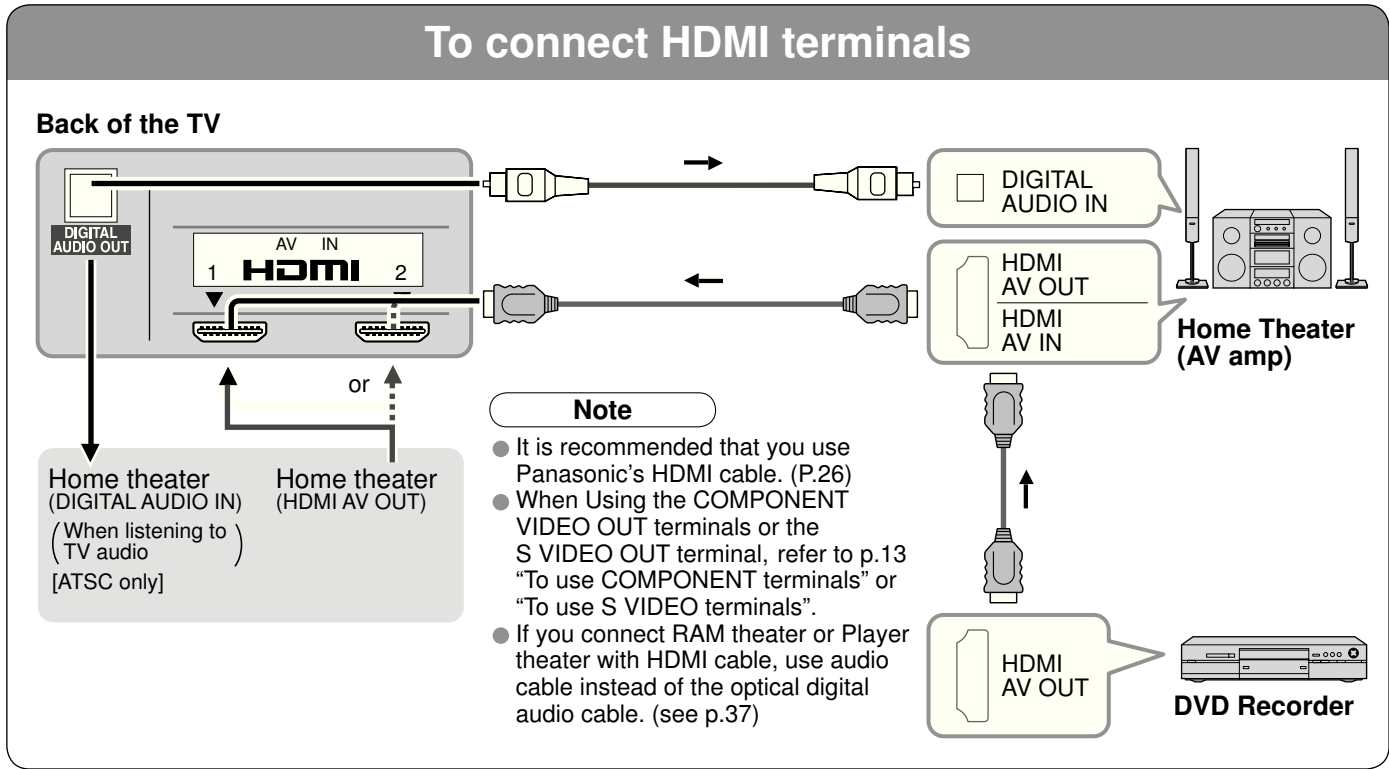 To connect HDMI terminals
Back of the TV
DIGITAL
AUDIO OUT
AV IN
1 HDMI 2
DIGITAL
AUDIO IN
HDMI
AV OUT
HDMI
AV IN
Home Theater
(AV amp)
or
Home theater
(DIGITAL AUDIO IN)
(When listening to
TV audio)
[ATSC only]
Home theater
(HDMI AV OUT)
Note
● It is recommended that you use
Panasonic's HDMI cable. (P.26)
● When Using the COMPONENT
VIDEO OUT terminals or the
S VIDEO OUT terminal, refer to p.13
“To use COMPONENT terminals” or
“To use S VIDEO terminals”.
● If you connect RAM theater or Player
theater with HDMI cable, use audio
cable instead of the optical digital
audio cable. (see p.37)
HDMI
AV OUT
DVD Recorder